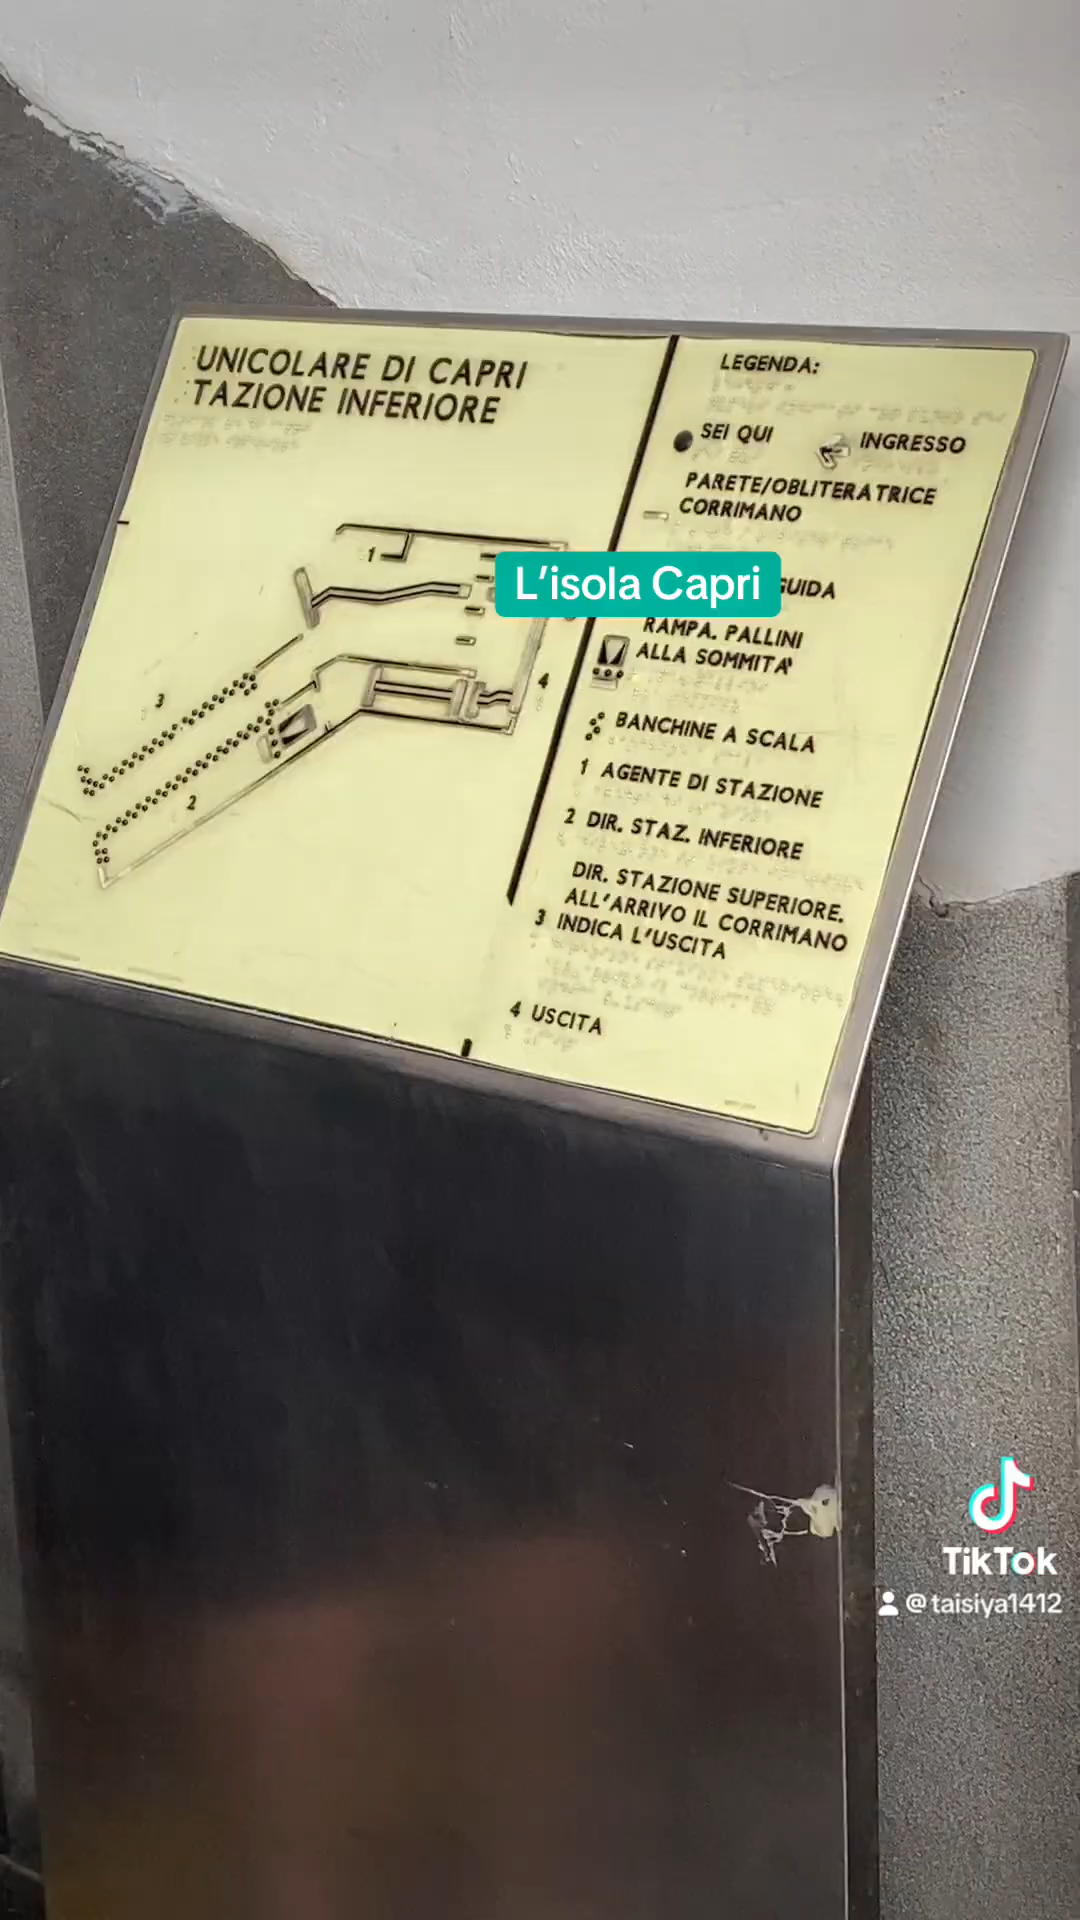 UNICOLARE DI CAPRI
TAZIONE INFERIORE
1
3
2
4
LEGENDA:
SEI QUI
INGRESSO
PARETE/OBLITERATRICE
CORRIMANO
GUIDA
RAMPA. PALLINI
ALLA SOMMITA'
BANCHINE A SCALA
1 AGENTE DI STAZIONE
2 DIR. STAZ. INFERIORE
DIR. STAZIONE SUPERIORE.
ALL'ARRIVO IL CORRIMANO
3 INDICA L'USCITA
4 USCITA
L'isola Capri
TikTok
@taisiya1412